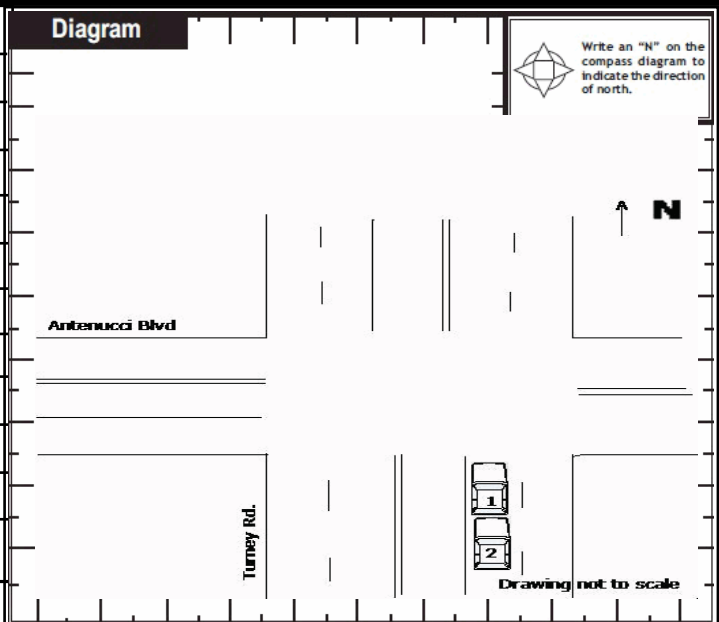 Diagram
Write an “N” on the
compass diagram to
indicate the direction
of north.
N
Antenucci Blvd
Turney Rd.
1
2
Drawing not to scale